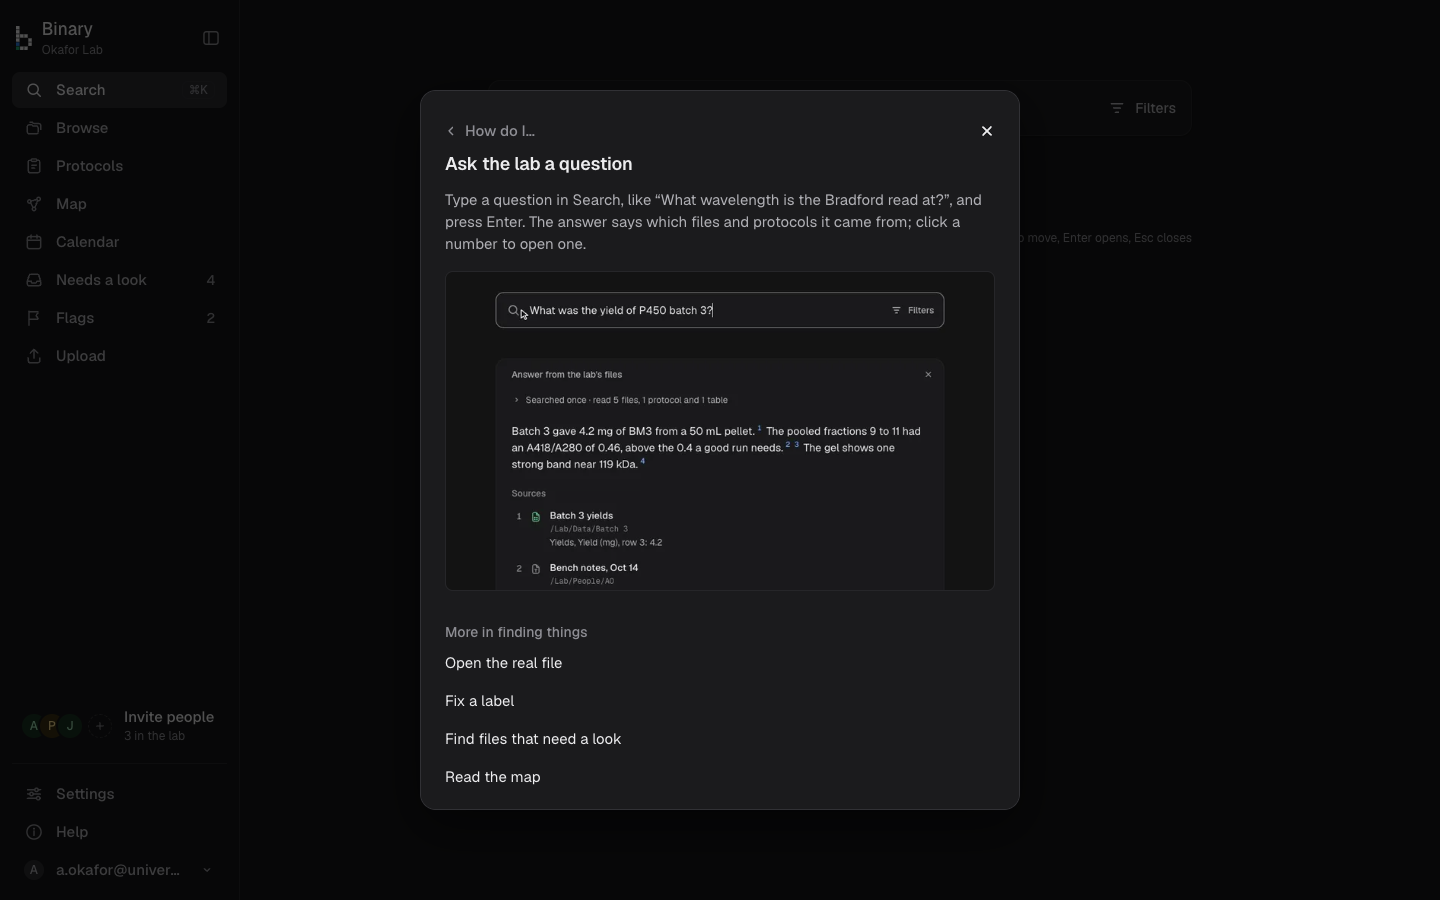 Binary
Okafor Lab
Search ⌘K
Browse
Protocols
Map
Calendar
Needs a look 4
Flags 2
Upload
A P J
Invite people
3 in the lab
Settings
Help
A a.okafor@univer...
Filters
move, Enter opens, Esc closes
How do I...
Ask the lab a question
Type a question in Search, like “What wavelength is the Bradford read at?”, and
press Enter. The answer says which files and protocols it came from; click a
number to open one.
What was the yield of P450 batch 3? Filters
Answer from the lab's files
Searched once · read 5 files, 1 protocol and 1 table
Batch 3 gave 4.2 mg of BM3 from a 50 mL pellet. 1 The pooled fractions 9 to 11 had
an A418/A280 of 0.46, above the 0.4 a good run needs. 2 3 The gel shows one
strong band near 119 kDa. 4
Sources
1 Batch 3 yields
/Lab/Data/Batch 3
Yields, Yield (mg), row 3: 4.2
2 Bench notes, Oct 14
/Lab/People/AO
More in finding things
Open the real file
Fix a label
Find files that need a look
Read the map